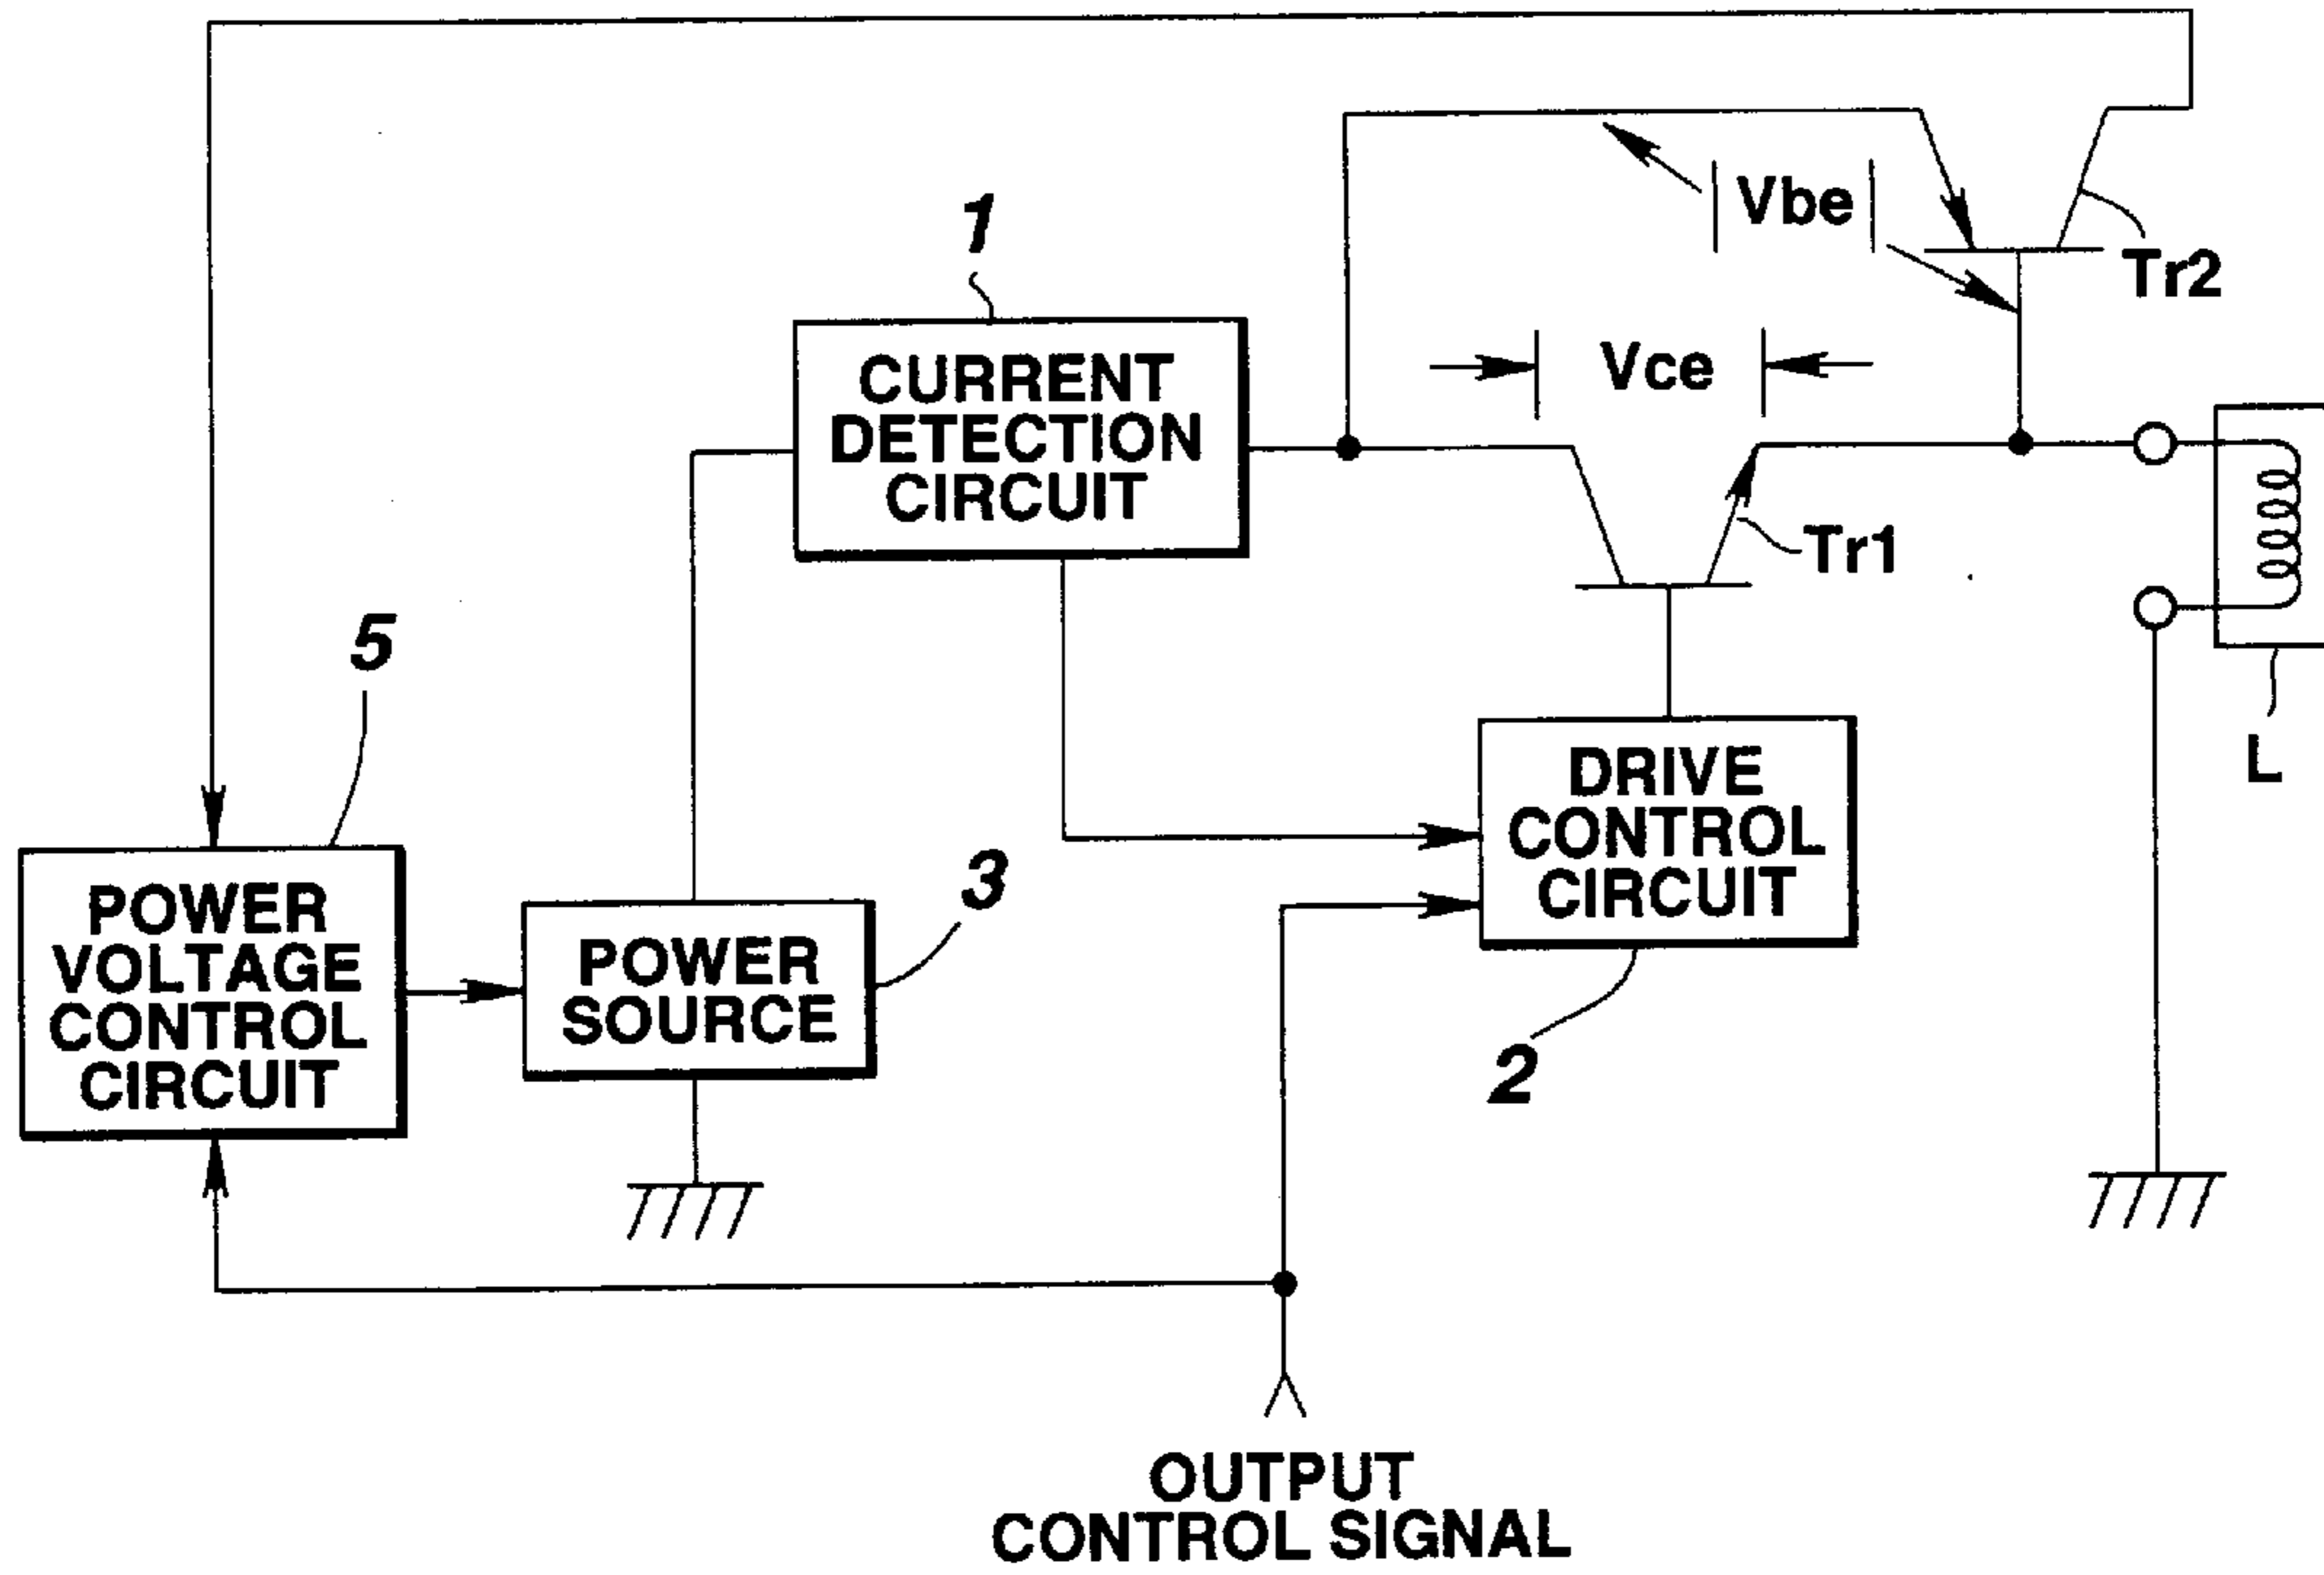 Vbe
1
Tr2
Vce
CURRENT
DETECTION
CIRCUIT
Tr1
5
L
DRIVE
CONTROL
CIRCUIT
3
POWER
VOLTAGE
CONTROL
CIRCUIT
POWER
SOURCE
2
OUTPUT
CONTROL SIGNAL